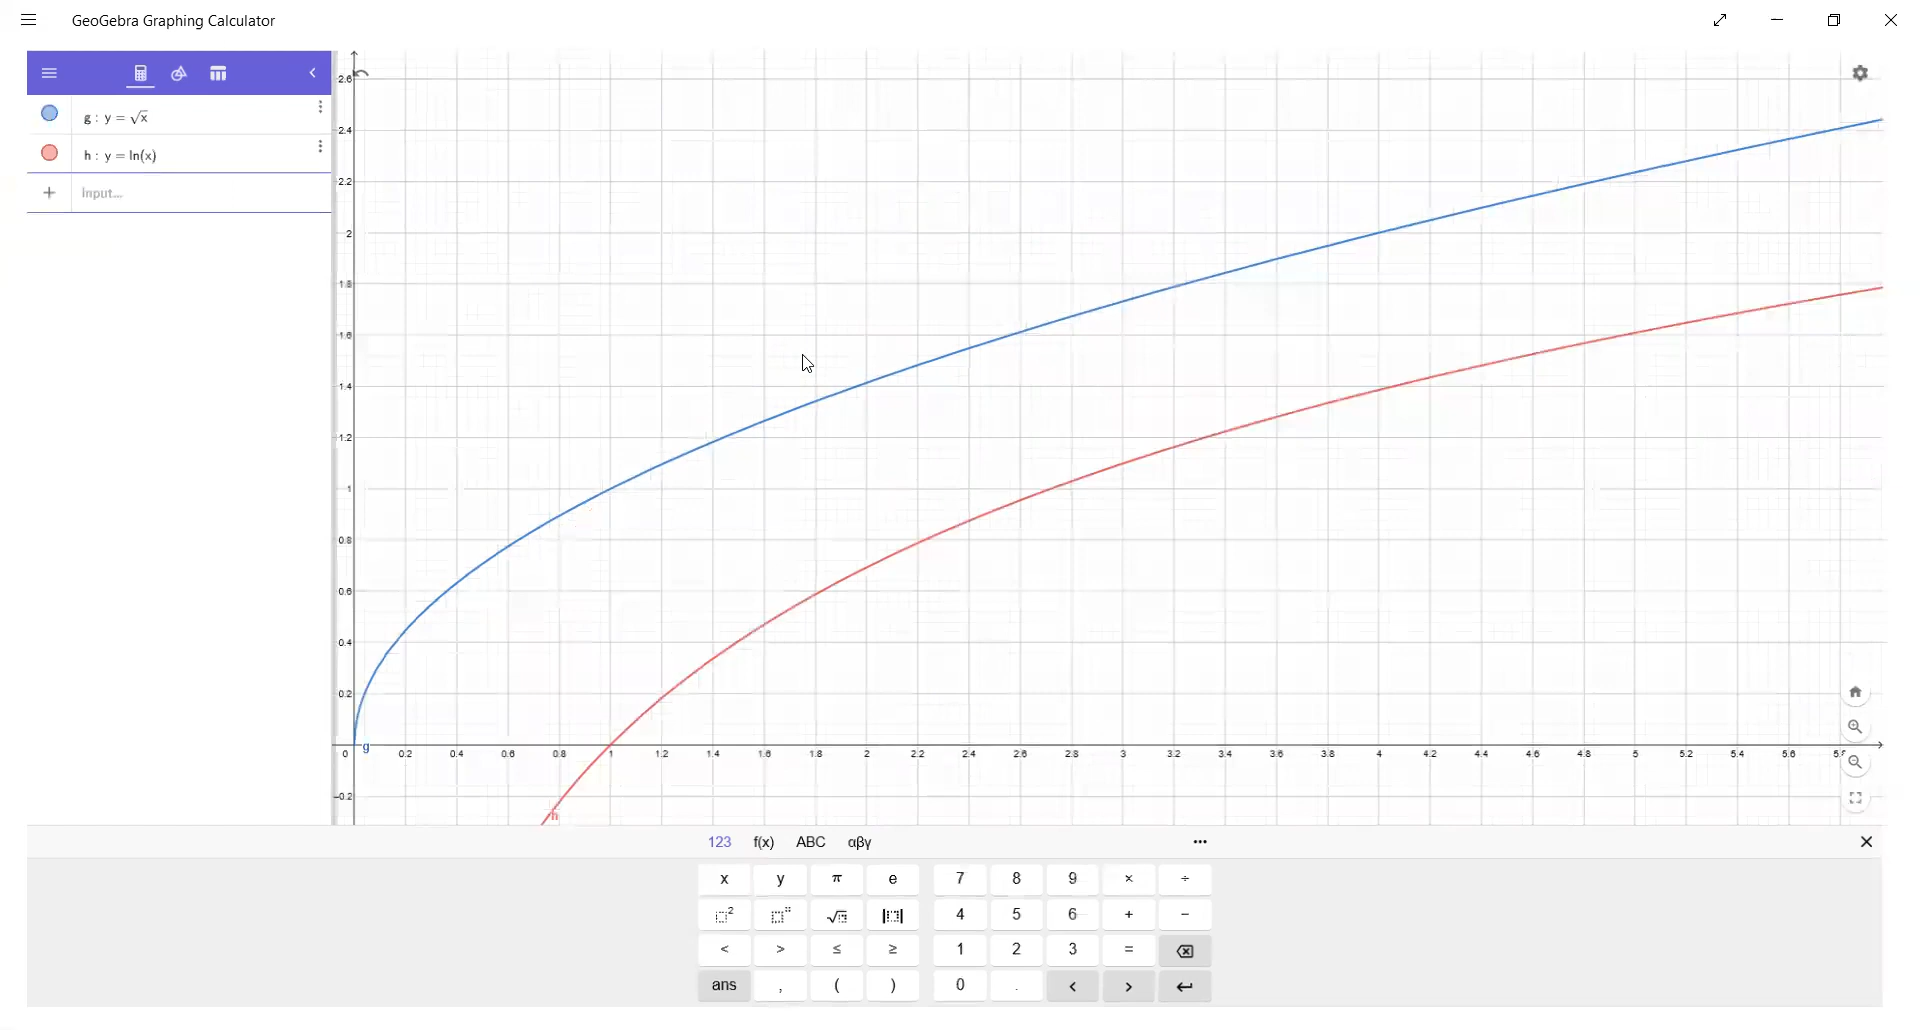 GeoGebra Graphing Calculator
g : y = √x
h : y = ln(x)
Input...
2.6
2.4
2.2
2
1.8
1.6
1.4
1.2
1
0.8
0.6
0.4
0.2
-0.2
g
h
0 0.2 0.4 0.6 0.8 1 1.2 1.4 1.6 1.8 2 2.2 2.4 2.6 2.8 3 3.2 3.4 3.6 3.8 4 4.2 4.4 4.6 4.8 5 5.2 5.4 5.6
123 f(x) ABC αβγ ...
x y π e 7 8 9 × ÷
□² □□ √□ |□| 4 5 6 + −
< > ≤ ≥ 1 2 3 =
ans , ( ) 0 . < >